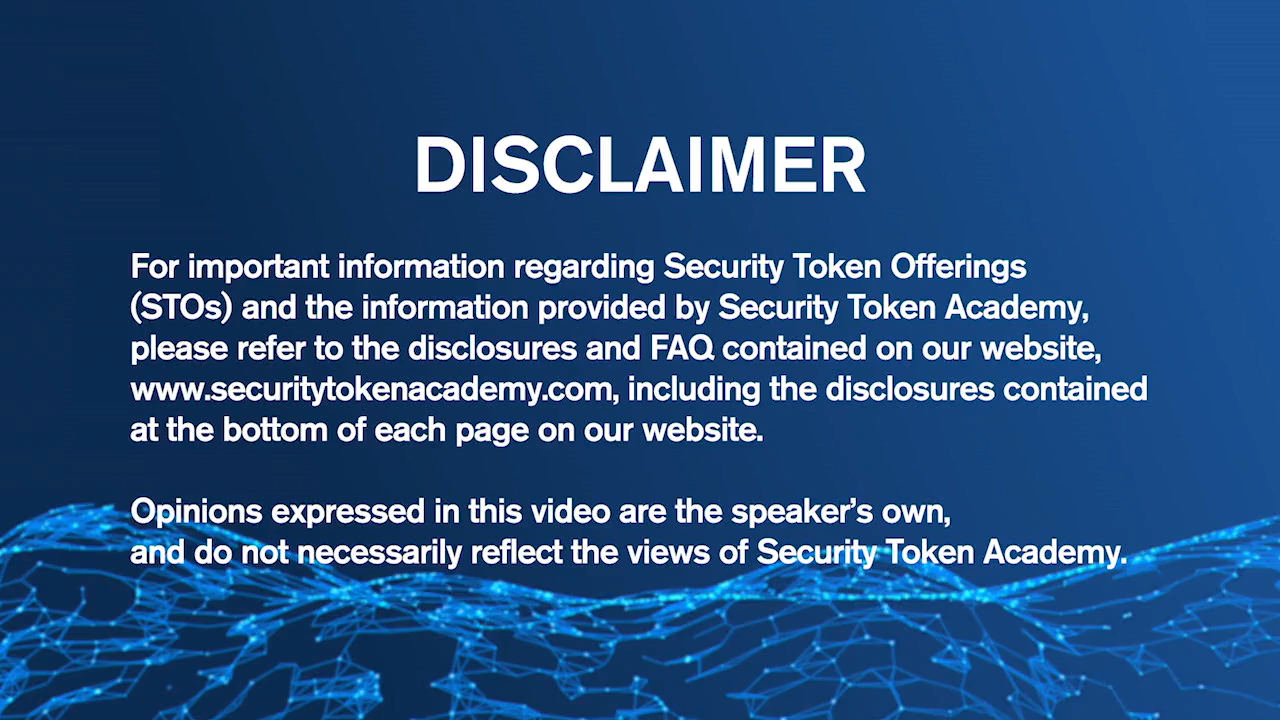 DISCLAIMER
For important information regarding Security Token Offerings
(STOs) and the information provided by Security Token Academy,
please refer to the disclosures and FAQ contained on our website,
www.securitytokenacademy.com, including the disclosures contained
at the bottom of each page on our website.
Opinions expressed in this video are the speaker’s own,
and do not necessarily reflect the views of Security Token Academy.